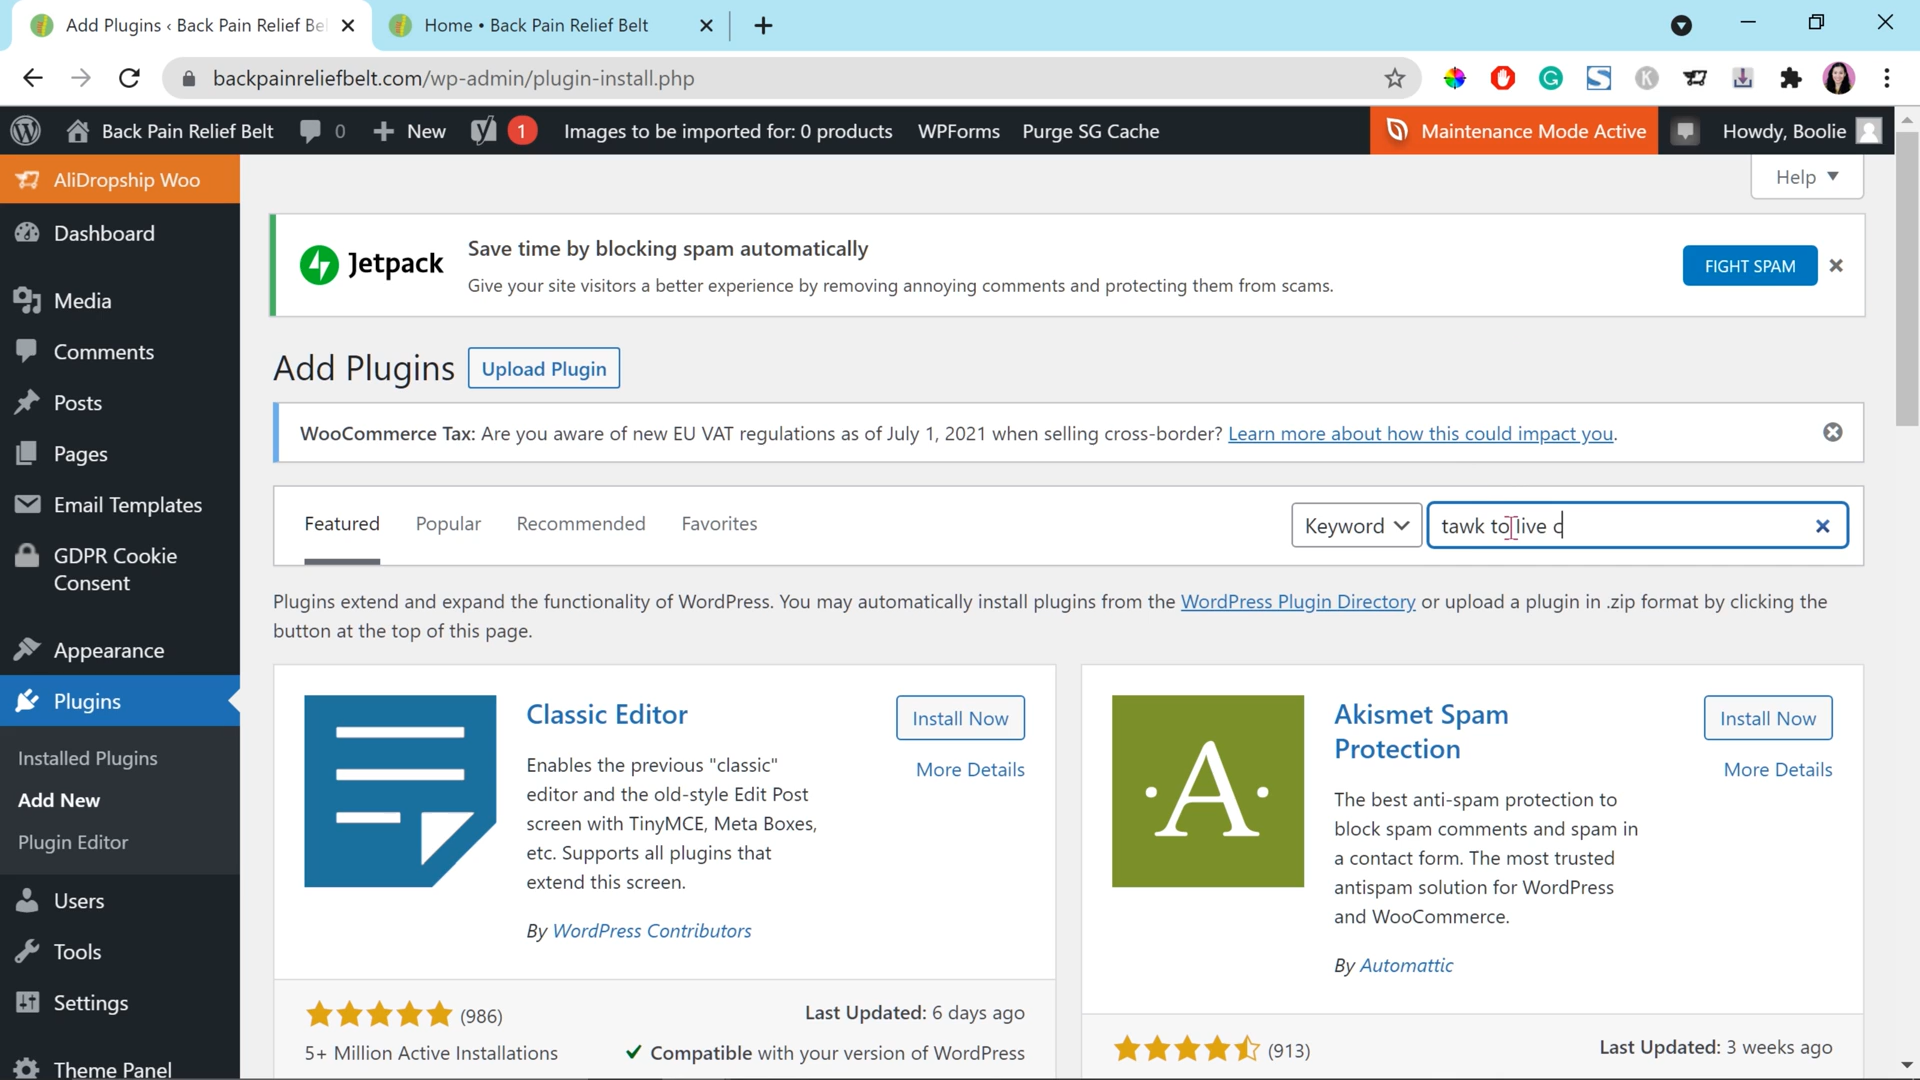 Add Plugins ‹ Back Pain Relief Be
Home • Back Pain Relief Belt
backpainreliefbelt.com/wp-admin/plugin-install.php
Back Pain Relief Belt
0
New
1
Images to be imported for: 0 products
WPForms
Purge SG Cache
Maintenance Mode Active
Howdy, Boolie
AliDropship Woo
Dashboard
Media
Comments
Posts
Pages
Email Templates
GDPR Cookie
Consent
Appearance
Plugins
Installed Plugins
Add New
Plugin Editor
Users
Tools
Settings
Theme Panel
Help
Jetpack
Save time by blocking spam automatically
Give your site visitors a better experience by removing annoying comments and protecting them from scams.
FIGHT SPAM
Add Plugins
Upload Plugin
WooCommerce Tax: Are you aware of new EU VAT regulations as of July 1, 2021 when selling cross-border? Learn more about how this could impact you.
Featured
Popular
Recommended
Favorites
Keyword
tawk to live c
Plugins extend and expand the functionality of WordPress. You may automatically install plugins from the WordPress Plugin Directory or upload a plugin in .zip format by clicking the
button at the top of this page.
Classic Editor
Install Now
More Details
Enables the previous "classic"
editor and the old-style Edit Post
screen with TinyMCE, Meta Boxes,
etc. Supports all plugins that
extend this screen.
By WordPress Contributors
(986)
Last Updated: 6 days ago
5+ Million Active Installations
Compatible with your version of WordPress
A
Akismet Spam
Protection
Install Now
More Details
The best anti-spam protection to
block spam comments and spam in
a contact form. The most trusted
antispam solution for WordPress
and WooCommerce.
By Automattic
(913)
Last Updated: 3 weeks ago